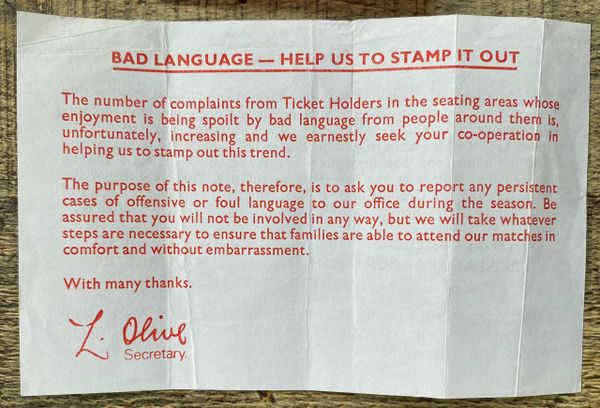 BAD LANGUAGE — HELP US TO STAMP IT OUT
The number of complaints from Ticket Holders in the seating areas whose
enjoyment is being spoilt by bad language from people around them is,
unfortunately, increasing and we earnestly seek your co-operation in
helping us to stamp out this trend.
The purpose of this note, therefore, is to ask you to report any persistent
cases of offensive or foul language to our office during the season. Be
assured that you will not be involved in any way, but we will take whatever
steps are necessary to ensure that families are able to attend our matches in
comfort and without embarrassment.
With many thanks.
L. Olive
Secretary.